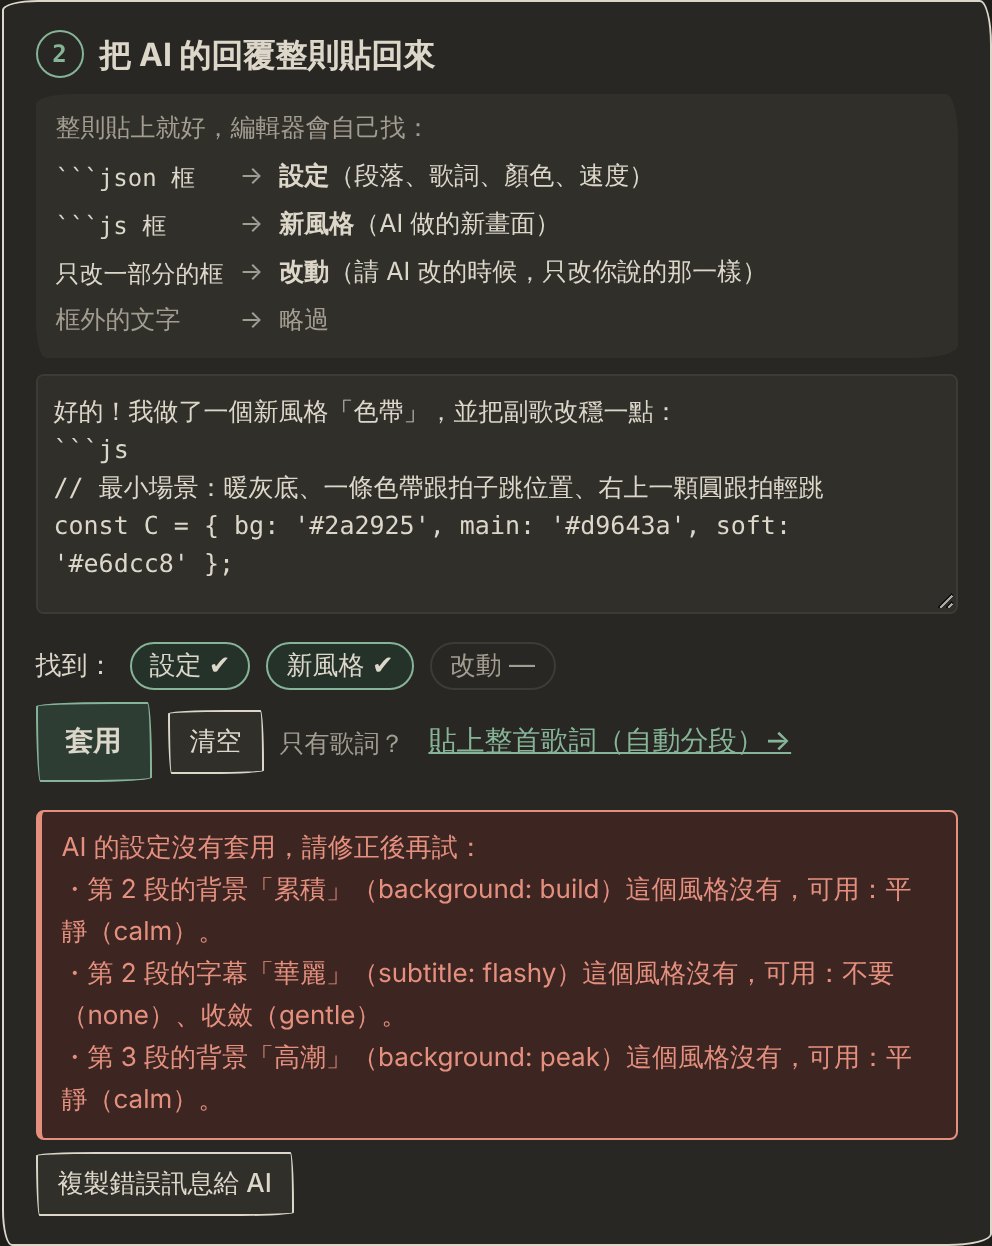 2 把 AI 的回覆整則貼回來
整則貼上就好，編輯器會自己找：
```json 框 → 設定（段落、歌詞、顏色、速度）
```js 框 → 新風格（AI 做的新畫面）
只改一部分的框 → 改動（請 AI 改的時候，只改你說的那一樣）
框外的文字 → 略過
好的！我做了一個新風格「色帶」，並把副歌改穩一點：
```js
// 最小場景：暖灰底、一條色帶跟拍子跳位置、右上一顆圓跟拍輕跳
const C = { bg: '#2a2925', main: '#d9643a', soft:
'#e6dcc8' };
找到： 設定 ✔ 新風格 ✔ 改動 —
套用 清空 只有歌詞？ 貼上整首歌詞（自動分段）→
AI 的設定沒有套用，請修正後再試：
・第 2 段的背景「累積」（background: build）這個風格沒有，可用：平
靜（calm）。
・第 2 段的字幕「華麗」（subtitle: flashy）這個風格沒有，可用：不要
（none）、收斂（gentle）。
・第 3 段的背景「高潮」（background: peak）這個風格沒有，可用：平
靜（calm）。
複製錯誤訊息給 AI